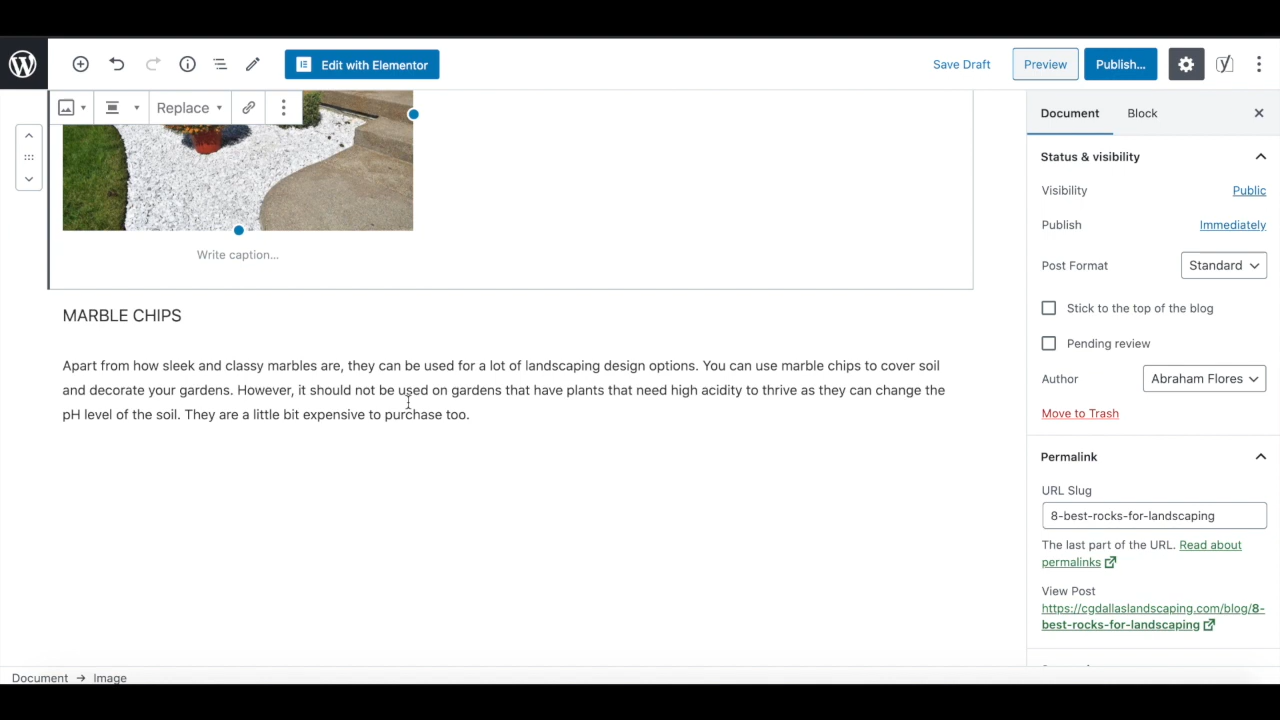 Edit with Elementor
Save Draft
Preview
Publish...
Replace
Document
Block
Write caption...
Status & visibility
Visibility
Public
Publish
Immediately
Post Format
Standard
Stick to the top of the blog
Pending review
Author
Abraham Flores
Move to Trash
MARBLE CHIPS
Apart from how sleek and classy marbles are, they can be used for a lot of landscaping design options. You can use marble chips to cover soil
and decorate your gardens. However, it should not be used on gardens that have plants that need high acidity to thrive as they can change the
pH level of the soil. They are a little bit expensive to purchase too.
Permalink
URL Slug
8-best-rocks-for-landscaping
The last part of the URL. Read about
permalinks
View Post
https://cgdallaslandscaping.com/blog/8-
best-rocks-for-landscaping
Document → Image